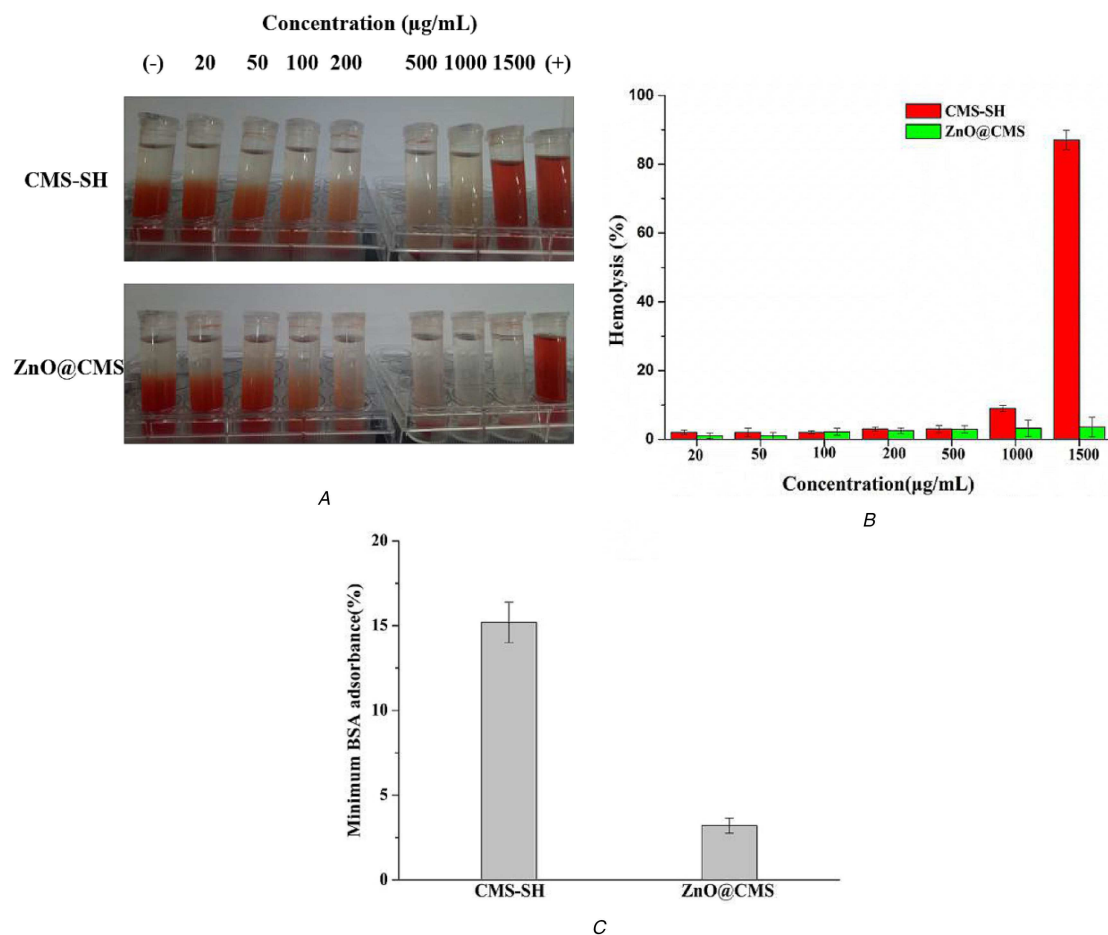 Concentration (µg/mL)
(-) 20 50 100 200 500 1000 1500 (+)
CMS-SH
ZnO@CMS
A
100
80
60
40
20
0
Hemolysis (%)
CMS-SH
ZnO@CMS
20 50 100 200 500 1000 1500
Concentration(µg/mL)
B
20
15
10
5
0
Minimum BSA adsorbance(%)
CMS-SH ZnO@CMS
C